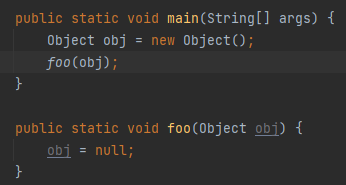 public static void main(String[] args) {
    Object obj = new Object();
    foo(obj);
}

public static void foo(Object obj) {
    obj = null;
}